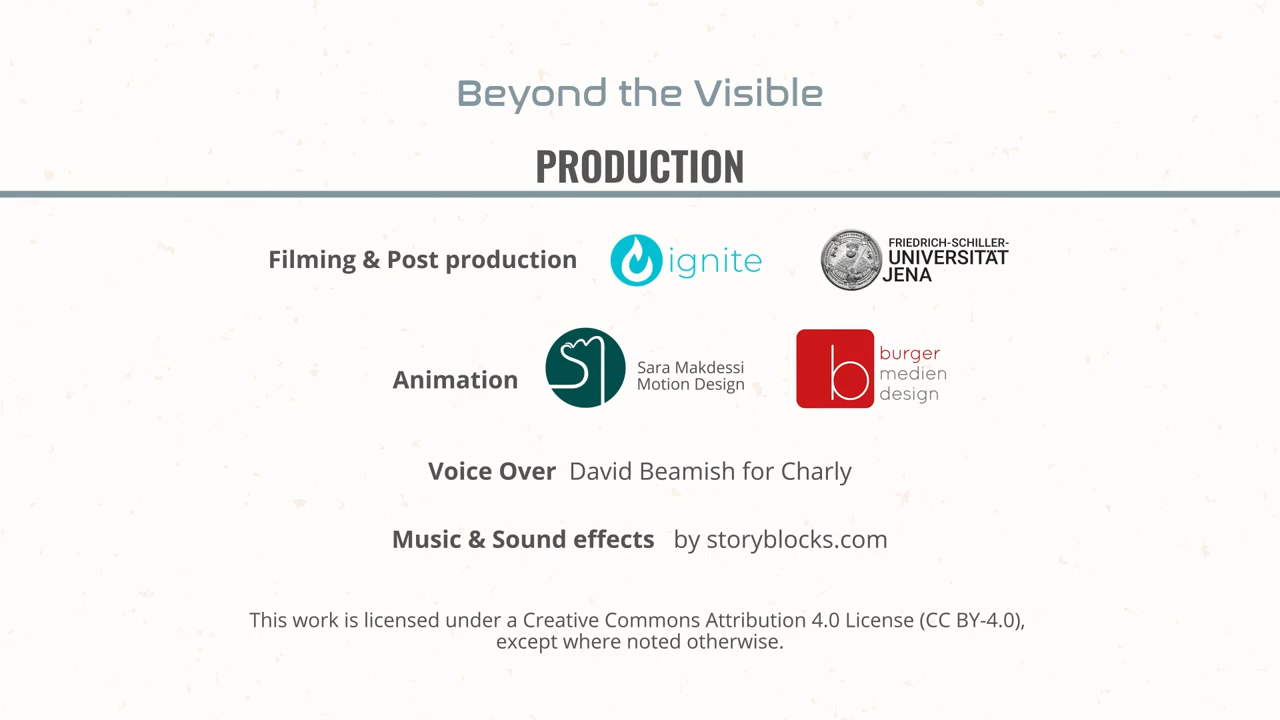 Beyond the Visible
PRODUCTION
Filming & Post production ignite FRIEDRICH-SCHILLER-
UNIVERSITÄT
JENA
Animation Sara Makdessi
Motion Design
b burger
medien
design
Voice Over David Beamish for Charly
Music & Sound effects by storyblocks.com
This work is licensed under a Creative Commons Attribution 4.0 License (CC BY-4.0),
except where noted otherwise.